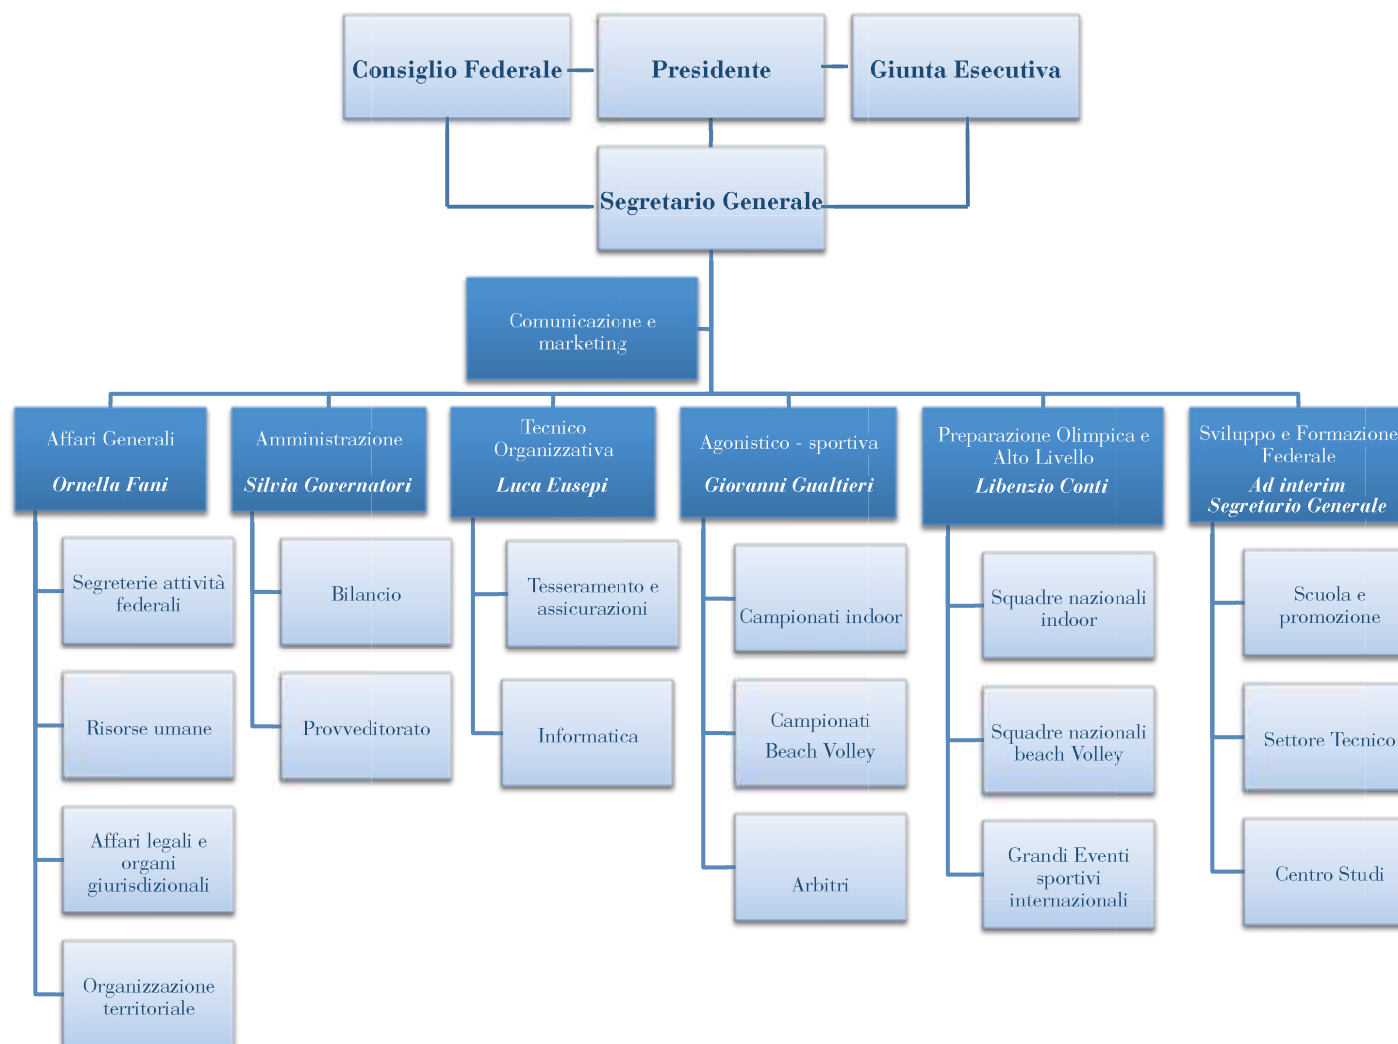 Consiglio Federale
Presidente
Giunta Esecutiva
Segretario Generale
Comunicazione e
marketing
Affari Generali
Ornella Fani
Amministrazione
Silvia Governatori
Tecnico
Organizzativa
Luca Eusepi
Agonistico - sportiva
Giovanni Gualtieri
Preparazione Olimpica e
Alto Livello
Libenzio Conti
Sviluppo e Formazione
Federale
Ad interim
Segretario Generale
Segreterie attività
federali
Risorse umane
Affari legali e
organi
giurisdizionali
Organizzazione
territoriale
Bilancio
Provveditorato
Tesseramento e
assicurazioni
Informatica
Campionati indoor
Campionati
Beach Volley
Arbitri
Squadre nazionali
indoor
Squadre nazionali
beach Volley
Grandi Eventi
sportivi
internazionali
Scuola e
promozione
Settore Tecnico
Centro Studi